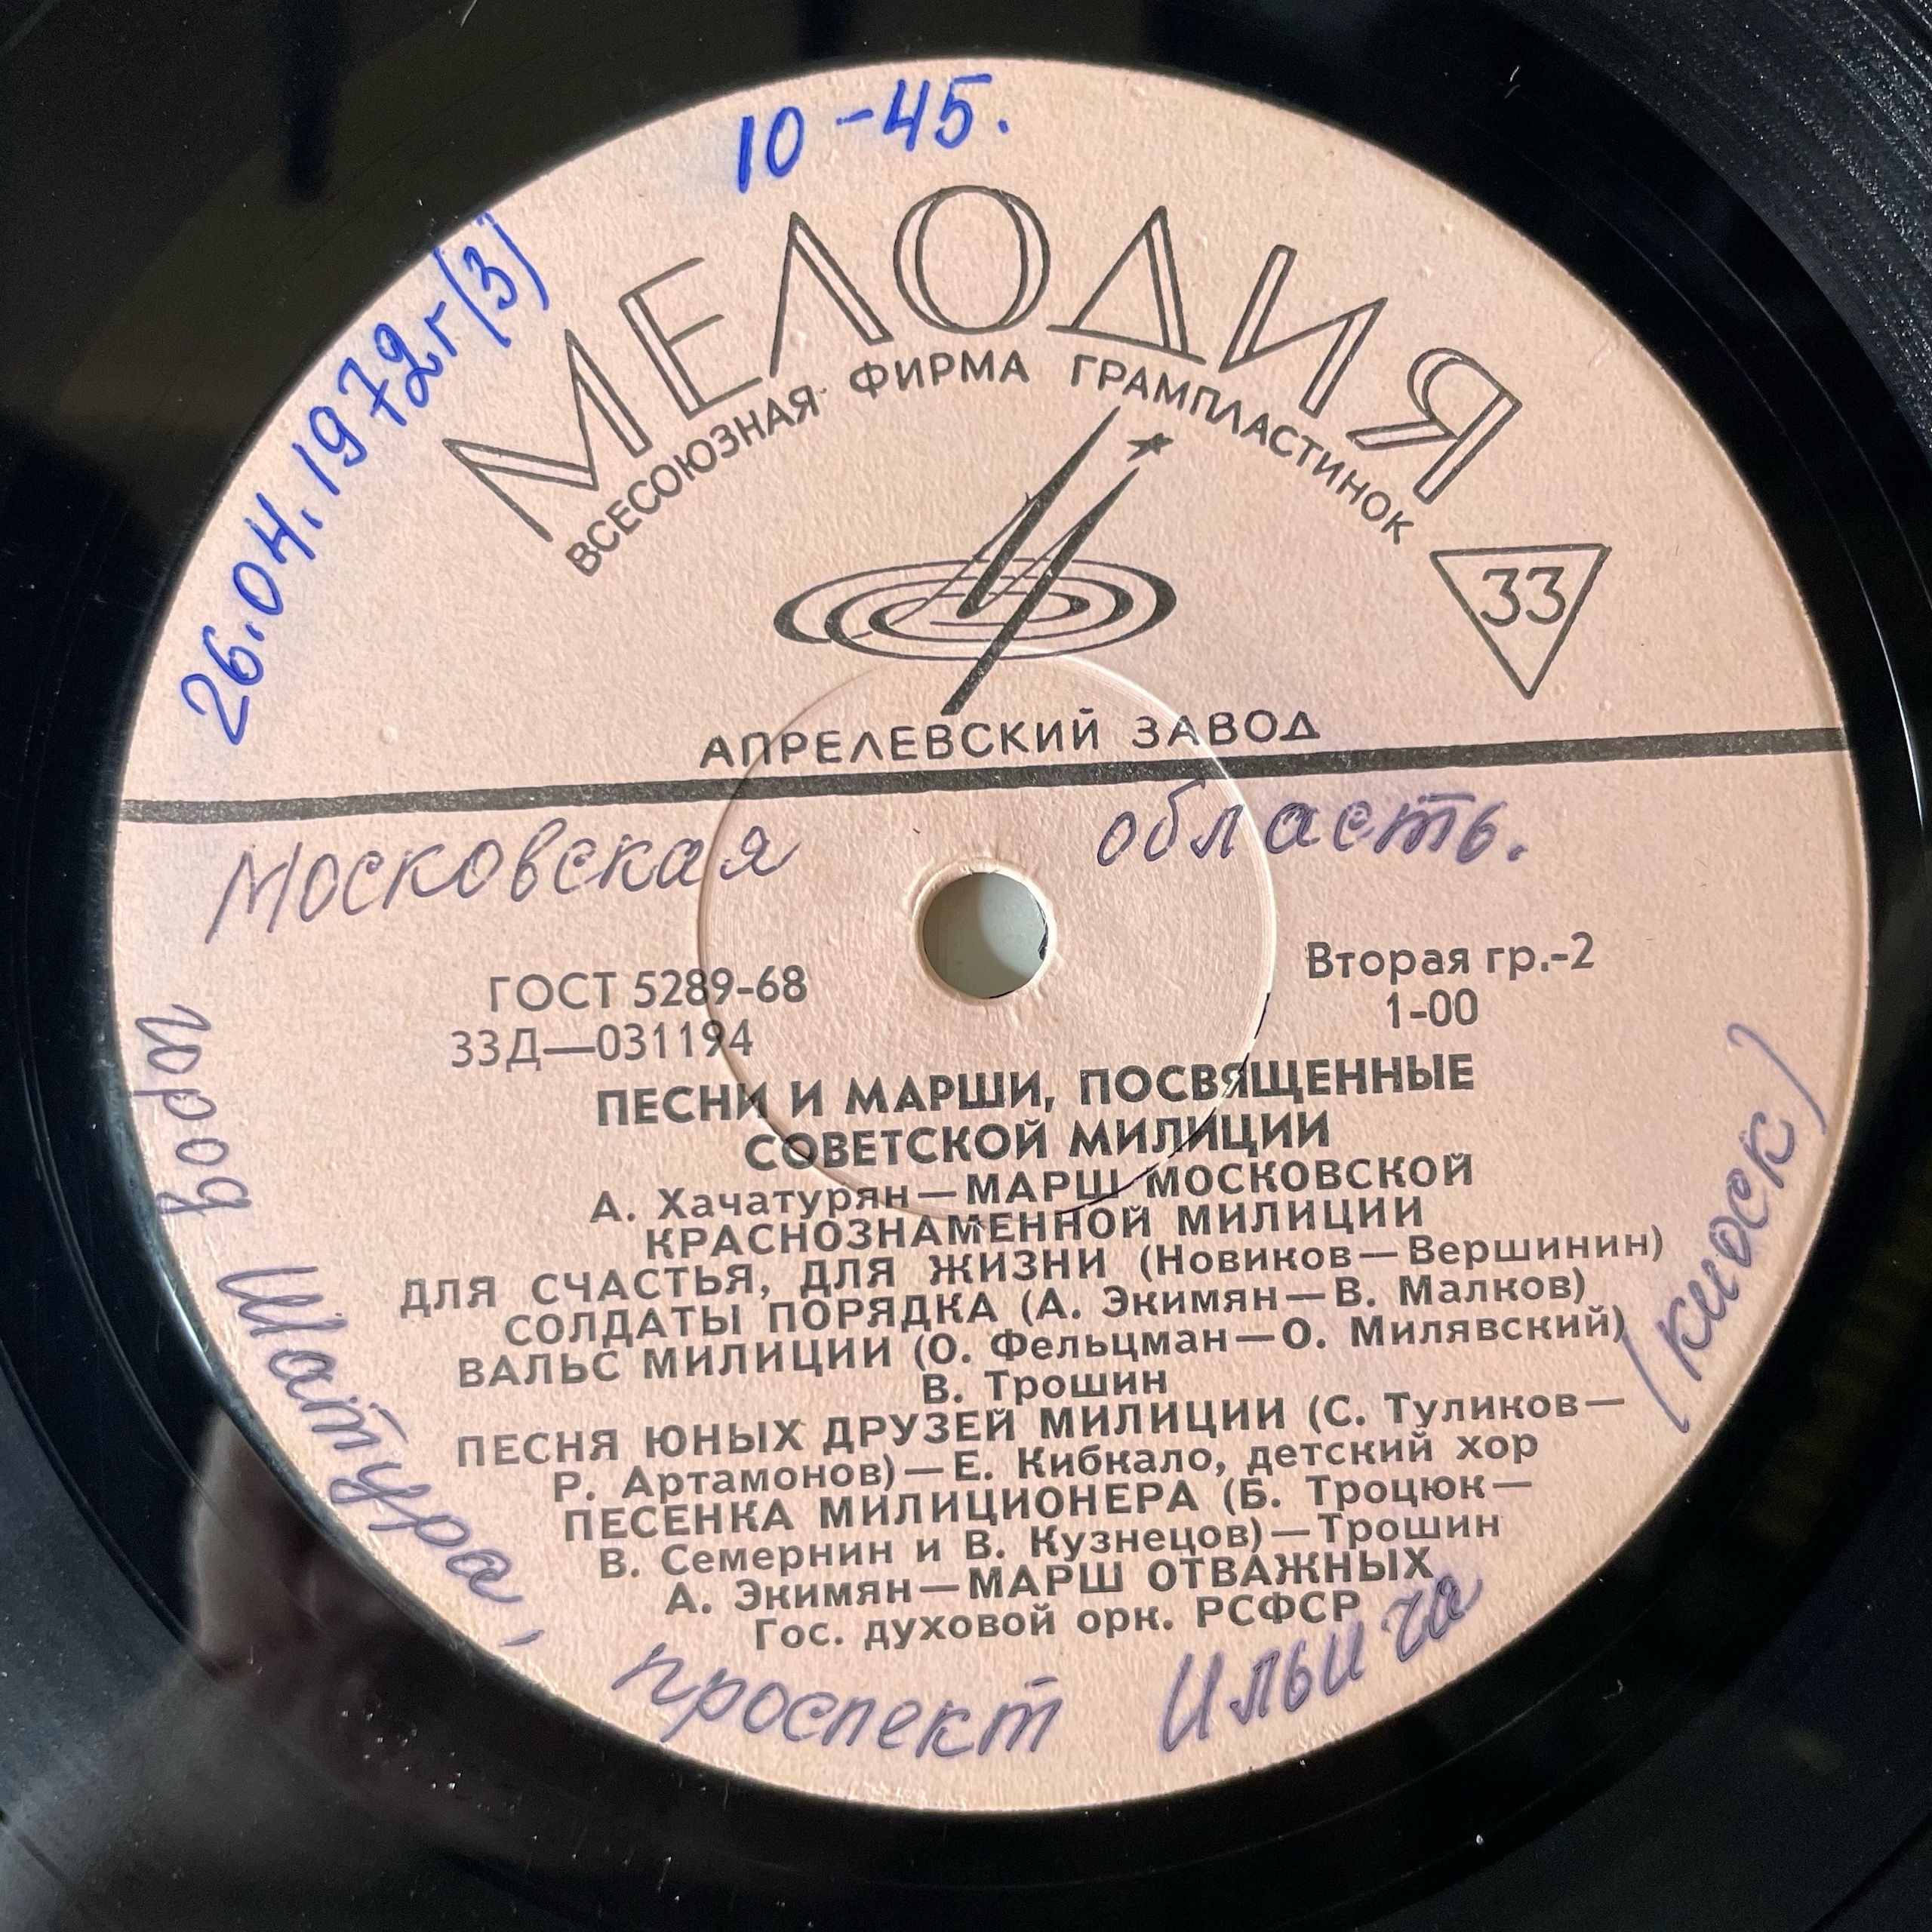 10-45.
26.04.1972г(3)
МЕЛОДИЯ
ВСЕСОЮЗНАЯ ФИРМА ГРАМПЛАСТИНОК
33
АПРЕЛЕВСКИЙ ЗАВОД
Московская область.
ГОСТ 5289-68
33Д—031194
Вторая гр.-2
1-00
ПЕСНИ И МАРШИ, ПОСВЯЩЕННЫЕ
СОВЕТСКОЙ МИЛИЦИИ
А. Хачатурян—МАРШ МОСКОВСКОЙ
КРАСНОЗНАМЕННОЙ МИЛИЦИИ
ДЛЯ СЧАСТЬЯ, ДЛЯ ЖИЗНИ (Новиков—Вершинин)
СОЛДАТЫ ПОРЯДКА (А. Экимян—В. Малков)
ВАЛЬС МИЛИЦИИ (О. Фельцман—О. Милявский)
В. Трошин
ПЕСНЯ ЮНЫХ ДРУЗЕЙ МИЛИЦИИ (С. Туликов—
Р. Артамонов)—Е. Кибкало, детский хор
ПЕСЕНКА МИЛИЦИОНЕРА (Б. Троцюк—
В. Семернин и В. Кузнецов)—Трошин
А. Экимян—МАРШ ОТВАЖНЫХ
Гос. духовой орк. РСФСР
город Шатура,
проспект Ильича
(киоск)